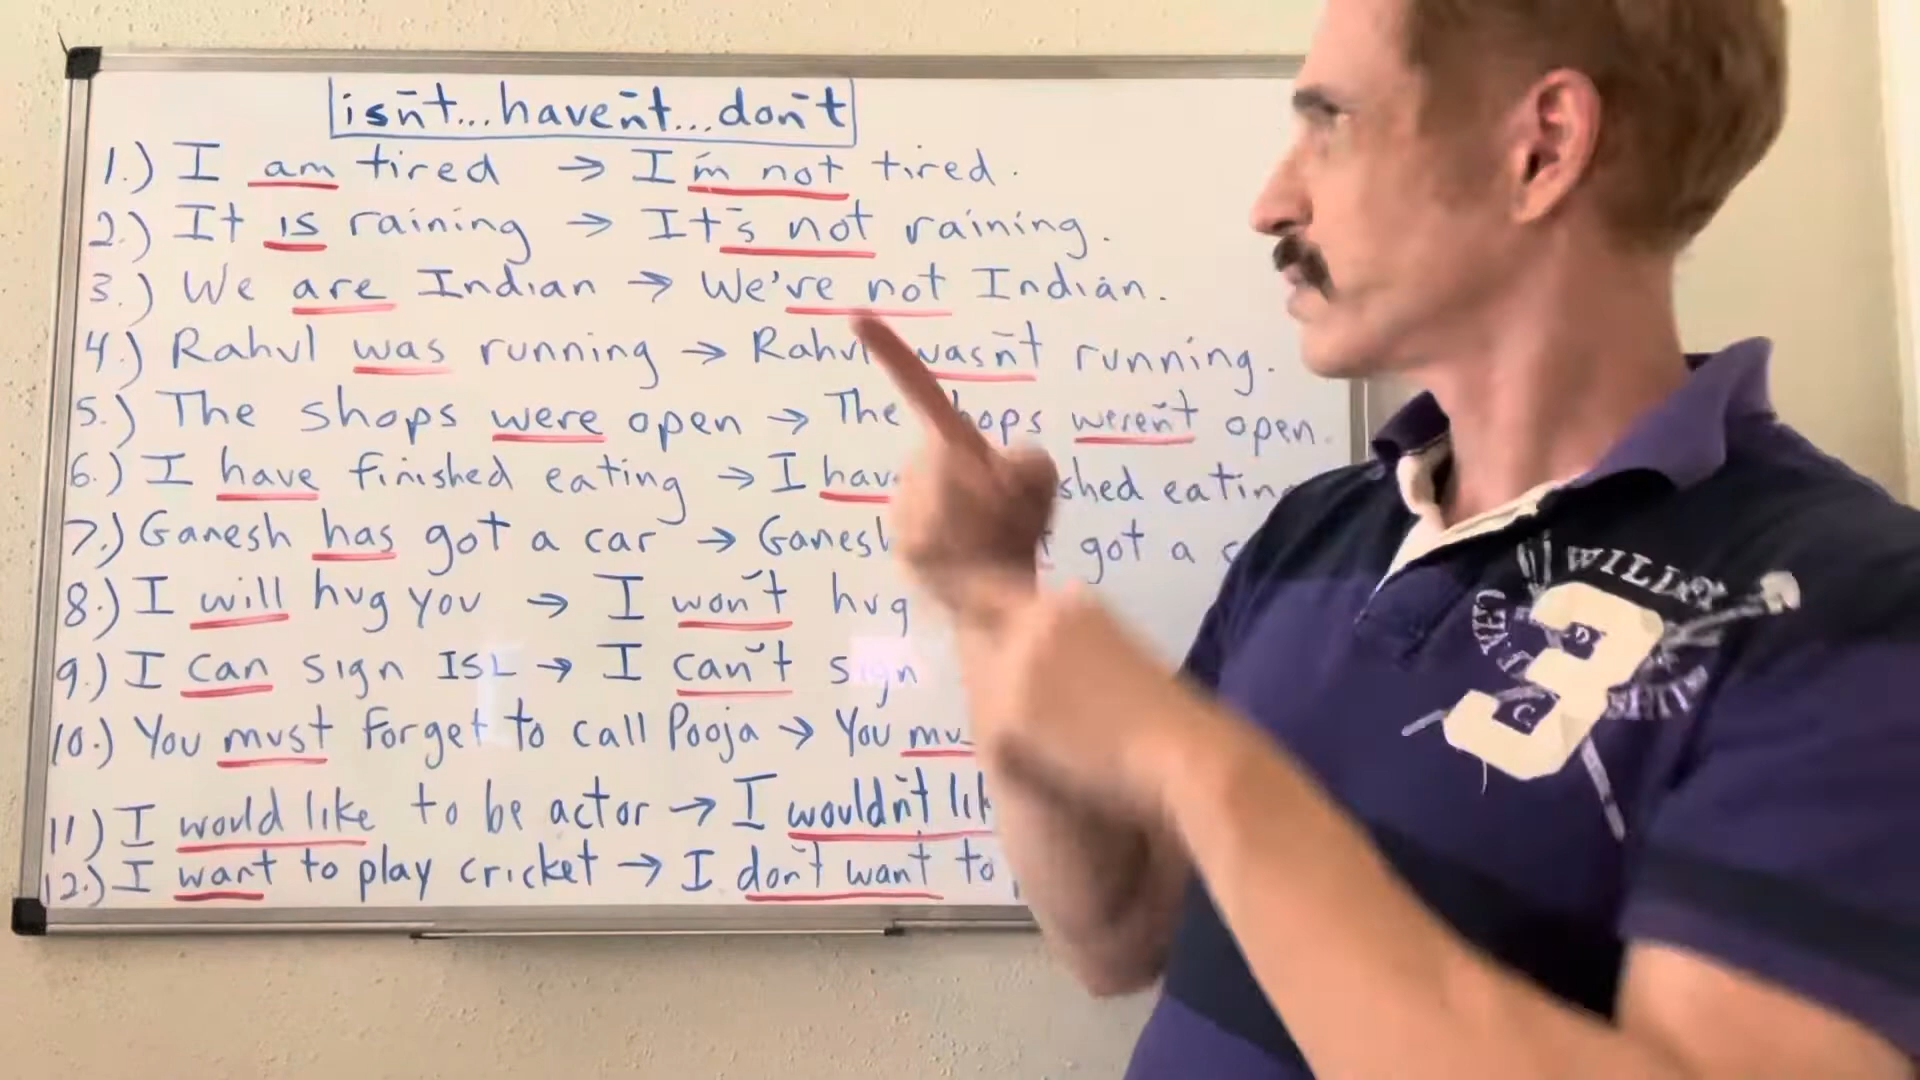 isn't...haven't...don't
1.) I am tired → I'm not tired.
2.) It is raining → It's not raining.
3.) We are Indian → We're not Indian.
4.) Rahul was running → Rahul wasn't running.
5.) The shops were open → The shops weren't open.
6.) I have finished eating → I hav shed eatin
7.) Ganesh has got a car → Ganesh got a
8.) I will hug you → I won't hug
9.) I can sign ISL → I can't sign
10.) You must forget to call Pooja → You mu
11) I would like to be actor → I wouldn't lik
12.) I want to play cricket → I don't want to
3
D
C.